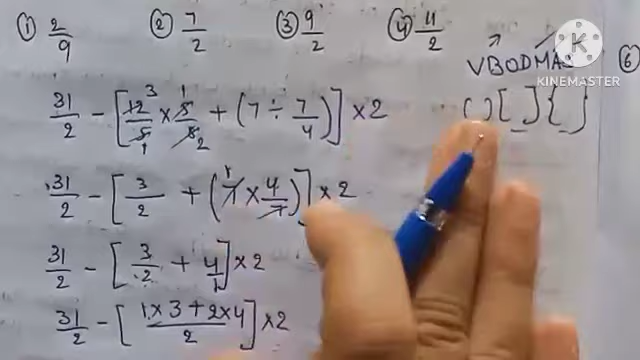 ① 2/9 ② 7/2 ③ 9/2 ④ 11/2
VBODMAS
KINEMASTER
⑥
31/2 - [12/5 × 5/8 + (7 ÷ 7/4)] × 2
( ) [ ] { }
31/2 - [3/2 + (7 × 4/7)] × 2
31/2 - [3/2 + 4/1] × 2
31/2 - [1×3+2×4/2] × 2